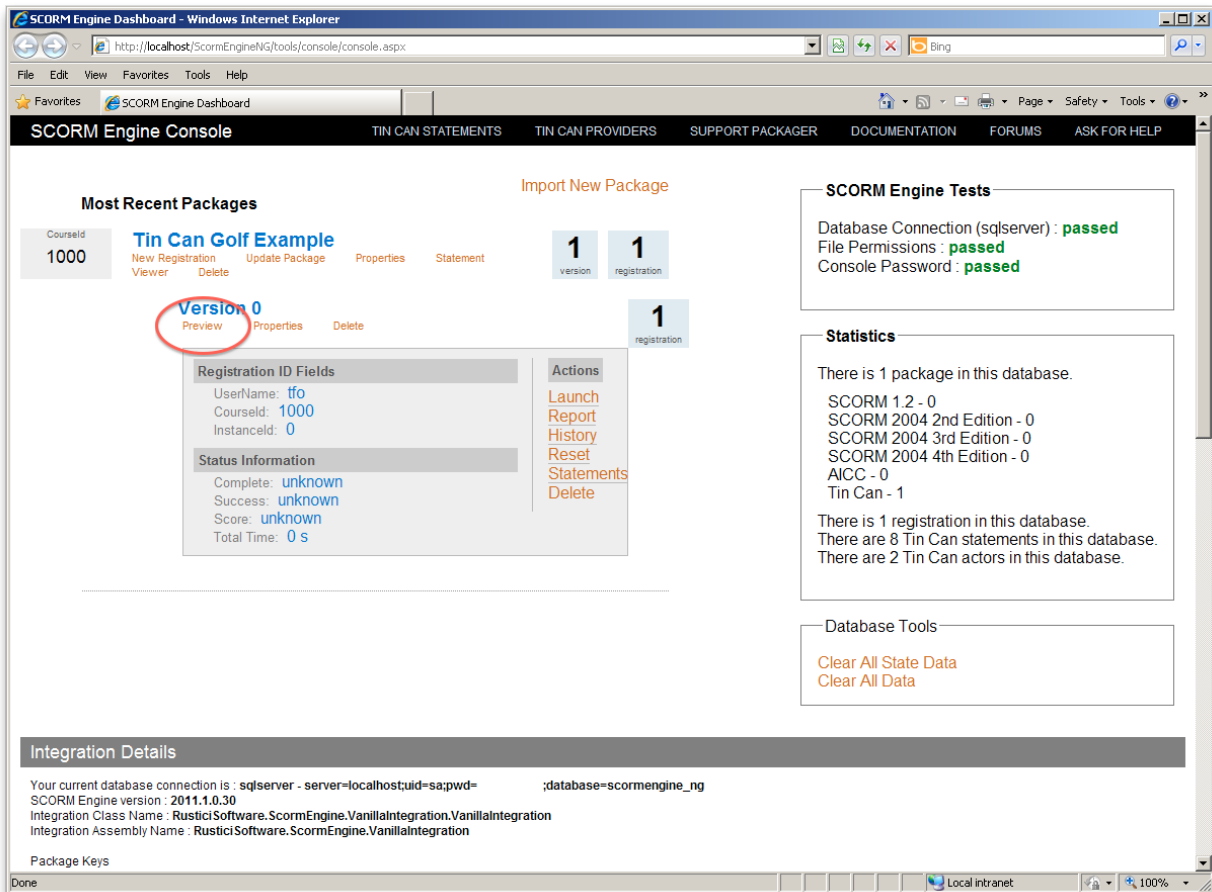 SCORM Engine Dashboard - Windows Internet Explorer
http://localhost/ScormEngineNG/tools/console/console.aspx
Bing
File Edit View Favorites Tools Help
Favorites SCORM Engine Dashboard Page Safety Tools
SCORM Engine Console TIN CAN STATEMENTS TIN CAN PROVIDERS SUPPORT PACKAGER DOCUMENTATION FORUMS ASK FOR HELP
Import New Package
Most Recent Packages
CourseId
1000
Tin Can Golf Example
New Registration Update Package Properties Statement
Viewer Delete
1
version
1
registration
Version 0
Preview Properties Delete
1
registration
Registration ID Fields
UserName: tfo
CourseId: 1000
InstanceId: 0
Status Information
Complete: unknown
Success: unknown
Score: unknown
Total Time: 0 s
Actions
Launch
Report
History
Reset
Statements
Delete
SCORM Engine Tests
Database Connection (sqlserver) : passed
File Permissions : passed
Console Password : passed
Statistics
There is 1 package in this database.
SCORM 1.2 - 0
SCORM 2004 2nd Edition - 0
SCORM 2004 3rd Edition - 0
SCORM 2004 4th Edition - 0
AICC - 0
Tin Can - 1
There is 1 registration in this database.
There are 8 Tin Can statements in this database.
There are 2 Tin Can actors in this database.
Database Tools
Clear All State Data
Clear All Data
Integration Details
Your current database connection is : sqlserver - server=localhost;uid=sa;pwd= ;database=scormengine_ng
SCORM Engine version : 2011.1.0.30
Integration Class Name : RusticiSoftware.ScormEngine.VanillaIntegration.VanillaIntegration
Integration Assembly Name : RusticiSoftware.ScormEngine.VanillaIntegration
Package Keys
Done Local intranet 100%